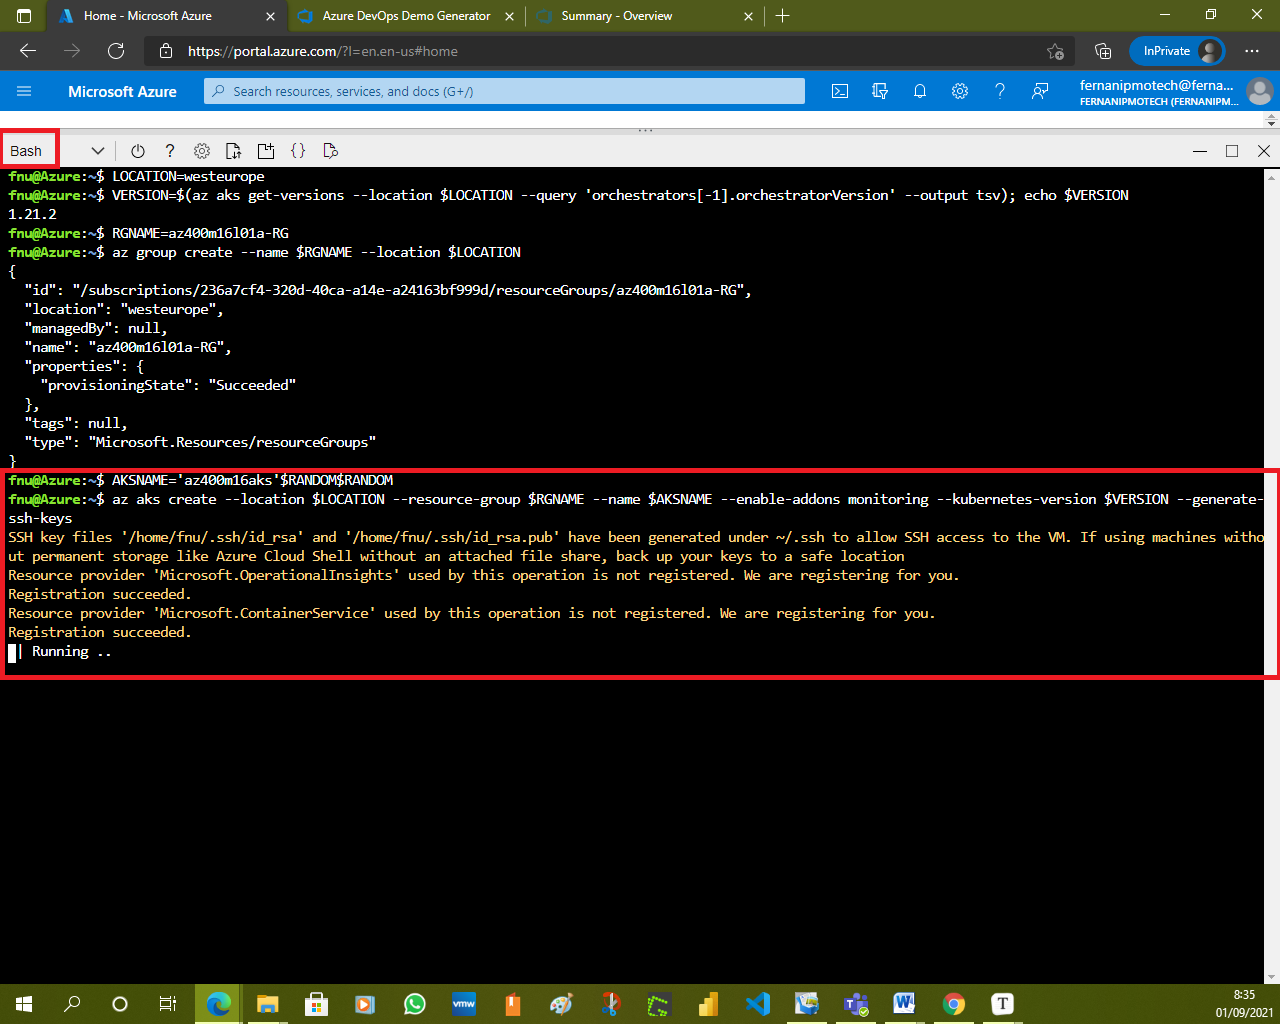 Home - Microsoft Azure
Azure DevOps Demo Generator
Summary - Overview
https://portal.azure.com/?l=en.en-us#home
InPrivate
Microsoft Azure
Search resources, services, and docs (G+/)
fernanipmotech@ferna...
FERNANIPMOTECH (FERNANIPM...
Bash
fnu@Azure:~$ LOCATION=westeurope
fnu@Azure:~$ VERSION=$(az aks get-versions --location $LOCATION --query 'orchestrators[-1].orchestratorVersion' --output tsv); echo $VERSION
1.21.2
fnu@Azure:~$ RGNAME=az400m16l01a-RG
fnu@Azure:~$ az group create --name $RGNAME --location $LOCATION
{
  "id": "/subscriptions/236a7cf4-320d-40ca-a14e-a24163bf999d/resourceGroups/az400m16l01a-RG",
  "location": "westeurope",
  "managedBy": null,
  "name": "az400m16l01a-RG",
  "properties": {
    "provisioningState": "Succeeded"
  },
  "tags": null,
  "type": "Microsoft.Resources/resourceGroups"
}
fnu@Azure:~$ AKSNAME='az400m16aks'$RANDOM$RANDOM
fnu@Azure:~$ az aks create --location $LOCATION --resource-group $RGNAME --name $AKSNAME --enable-addons monitoring --kubernetes-version $VERSION --generate-
ssh-keys
SSH key files '/home/fnu/.ssh/id_rsa' and '/home/fnu/.ssh/id_rsa.pub' have been generated under ~/.ssh to allow SSH access to the VM. If using machines witho
ut permanent storage like Azure Cloud Shell without an attached file share, back up your keys to a safe location
Resource provider 'Microsoft.OperationalInsights' used by this operation is not registered. We are registering for you.
Registration succeeded.
Resource provider 'Microsoft.ContainerService' used by this operation is not registered. We are registering for you.
Registration succeeded.
| Running ..
vmw
W
T
8:35
01/09/2021